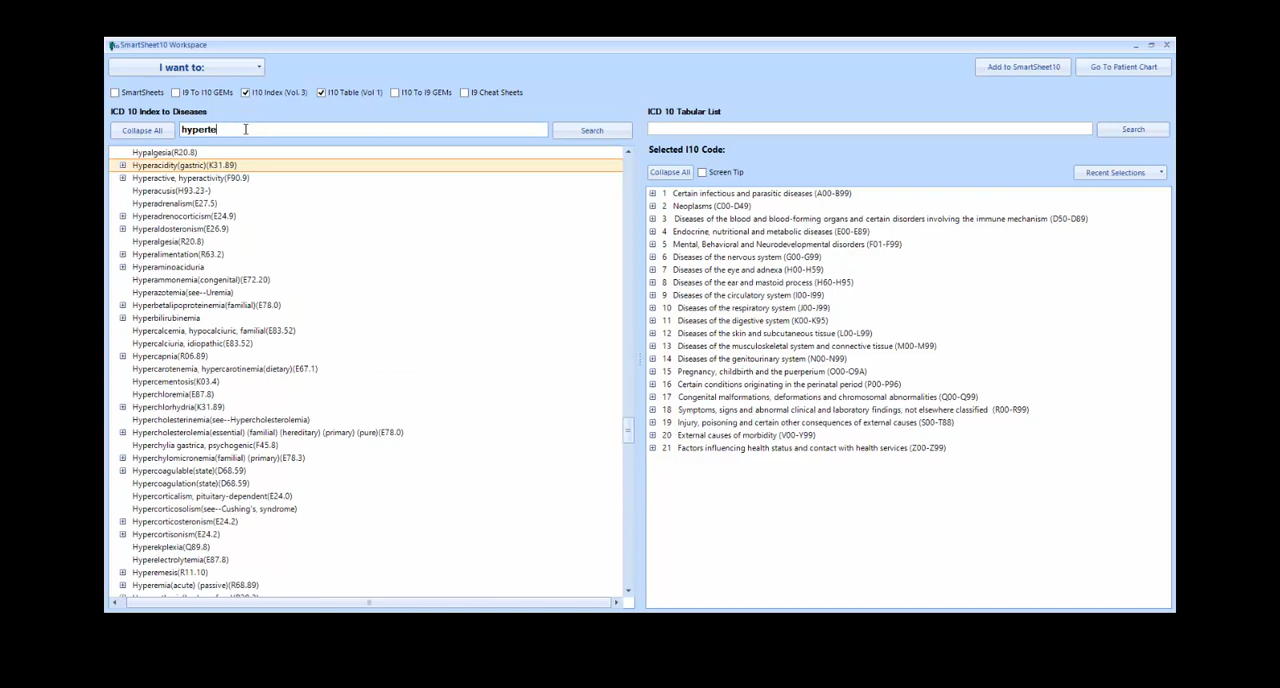 SmartSheet10 Workspace
I want to:
Add to SmartSheet10
Go To Patient Chart
SmartSheets
I9 To I10 GEMs
I10 Index (Vol. 3)
I10 Table (Vol 1)
I10 To I9 GEMs
I9 Cheat Sheets
ICD 10 Index to Diseases
Collapse All
hyperte
Search
Hypalgesia(R20.8)
Hyperacidity(gastric)(K31.89)
Hyperactive, hyperactivity(F90.9)
Hyperacusis(H93.23-)
Hyperadrenalism(E27.5)
Hyperadrenocorticism(E24.9)
Hyperaldosteronism(E26.9)
Hyperalgesia(R20.8)
Hyperalimentation(R63.2)
Hyperaminoaciduria
Hyperammonemia(congenital)(E72.20)
Hyperazotemia(see--Uremia)
Hyperbetalipoproteinemia(familial)(E78.0)
Hyperbilirubinemia
Hypercalcemia, hypocalciuric, familial(E83.52)
Hypercalciuria, idiopathic(E83.52)
Hypercapnia(R06.89)
Hypercarotenemia, hypercarotinemia(dietary)(E67.1)
Hypercementosis(K03.4)
Hyperchloremia(E87.8)
Hyperchlorhydria(K31.89)
Hypercholesterinemia(see--Hypercholesterolemia)
Hypercholesterolemia(essential) (familial) (hereditary) (primary) (pure)(E78.0)
Hyperchylia gastrica, psychogenic(F45.8)
Hyperchylomicronemia(familial) (primary)(E78.3)
Hypercoagulable(state)(D68.59)
Hypercoagulation(state)(D68.59)
Hypercorticalism, pituitary-dependent(E24.0)
Hypercorticosolism(see--Cushing's, syndrome)
Hypercorticosteronism(E24.2)
Hypercortisonism(E24.2)
Hyperekplexia(Q89.8)
Hyperelectrolytemia(E87.8)
Hyperemesis(R11.10)
Hyperemia(acute) (passive)(R68.89)
ICD 10 Tabular List
Search
Selected I10 Code:
Collapse All
Screen Tip
Recent Selections
1 Certain infectious and parasitic diseases (A00-B99)
2 Neoplasms (C00-D49)
3 Diseases of the blood and blood-forming organs and certain disorders involving the immune mechanism (D50-D89)
4 Endocrine, nutritional and metabolic diseases (E00-E89)
5 Mental, Behavioral and Neurodevelopmental disorders (F01-F99)
6 Diseases of the nervous system (G00-G99)
7 Diseases of the eye and adnexa (H00-H59)
8 Diseases of the ear and mastoid process (H60-H95)
9 Diseases of the circulatory system (I00-I99)
10 Diseases of the respiratory system (J00-J99)
11 Diseases of the digestive system (K00-K95)
12 Diseases of the skin and subcutaneous tissue (L00-L99)
13 Diseases of the musculoskeletal system and connective tissue (M00-M99)
14 Diseases of the genitourinary system (N00-N99)
15 Pregnancy, childbirth and the puerperium (O00-O9A)
16 Certain conditions originating in the perinatal period (P00-P96)
17 Congenital malformations, deformations and chromosomal abnormalities (Q00-Q99)
18 Symptoms, signs and abnormal clinical and laboratory findings, not elsewhere classified (R00-R99)
19 Injury, poisoning and certain other consequences of external causes (S00-T88)
20 External causes of morbidity (V00-Y99)
21 Factors influencing health status and contact with health services (Z00-Z99)